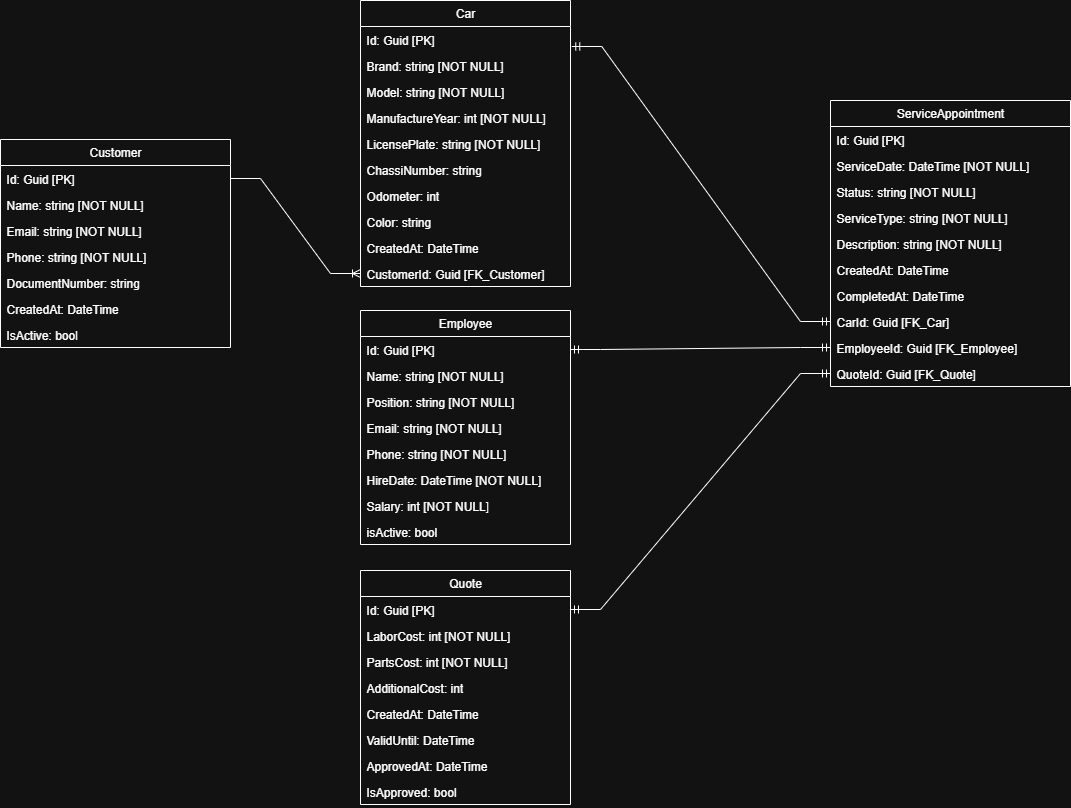 Customer
Id: Guid [PK]
Name: string [NOT NULL]
Email: string [NOT NULL]
Phone: string [NOT NULL]
DocumentNumber: string
CreatedAt: DateTime
IsActive: bool
Car
Id: Guid [PK]
Brand: string [NOT NULL]
Model: string [NOT NULL]
ManufactureYear: int [NOT NULL]
LicensePlate: string [NOT NULL]
ChassiNumber: string
Odometer: int
Color: string
CreatedAt: DateTime
CustomerId: Guid [FK_Customer]
Employee
Id: Guid [PK]
Name: string [NOT NULL]
Position: string [NOT NULL]
Email: string [NOT NULL]
Phone: string [NOT NULL]
HireDate: DateTime [NOT NULL]
Salary: int [NOT NULL]
isActive: bool
Quote
Id: Guid [PK]
LaborCost: int [NOT NULL]
PartsCost: int [NOT NULL]
AdditionalCost: int
CreatedAt: DateTime
ValidUntil: DateTime
ApprovedAt: DateTime
IsApproved: bool
ServiceAppointment
Id: Guid [PK]
ServiceDate: DateTime [NOT NULL]
Status: string [NOT NULL]
ServiceType: string [NOT NULL]
Description: string [NOT NULL]
CreatedAt: DateTime
CompletedAt: DateTime
CarId: Guid [FK_Car]
EmployeeId: Guid [FK_Employee]
QuoteId: Guid [FK_Quote]